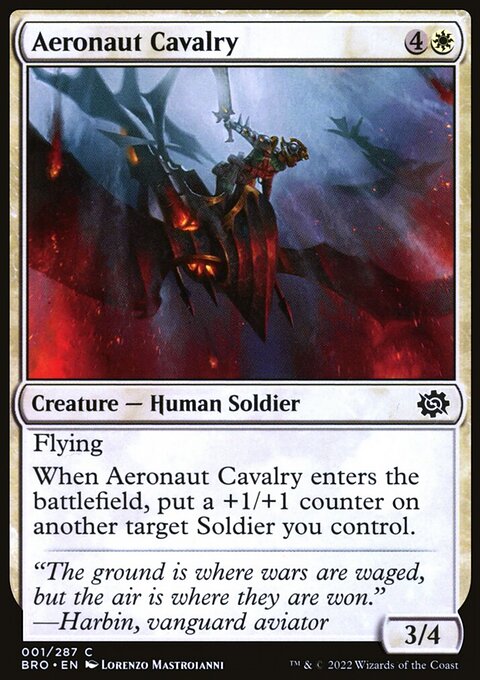 Aeronaut Cavalry 4
Creature — Human Soldier
Flying
When Aeronaut Cavalry enters the
battlefield, put a +1/+1 counter on
another target Soldier you control.
“The ground is where wars are waged,
but the air is where they are won.”
—Harbin, vanguard aviator
3/4
001/287 C
BRO • EN Lorenzo Mastroianni
™ & © 2022 Wizards of the Coast